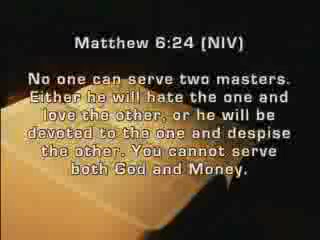 Matthew 6:24 (NIV)
No one can serve two masters.
Either he will hate the one and
love the other, or he will be
devoted to the one and despise
the other. You cannot serve
both God and Money.